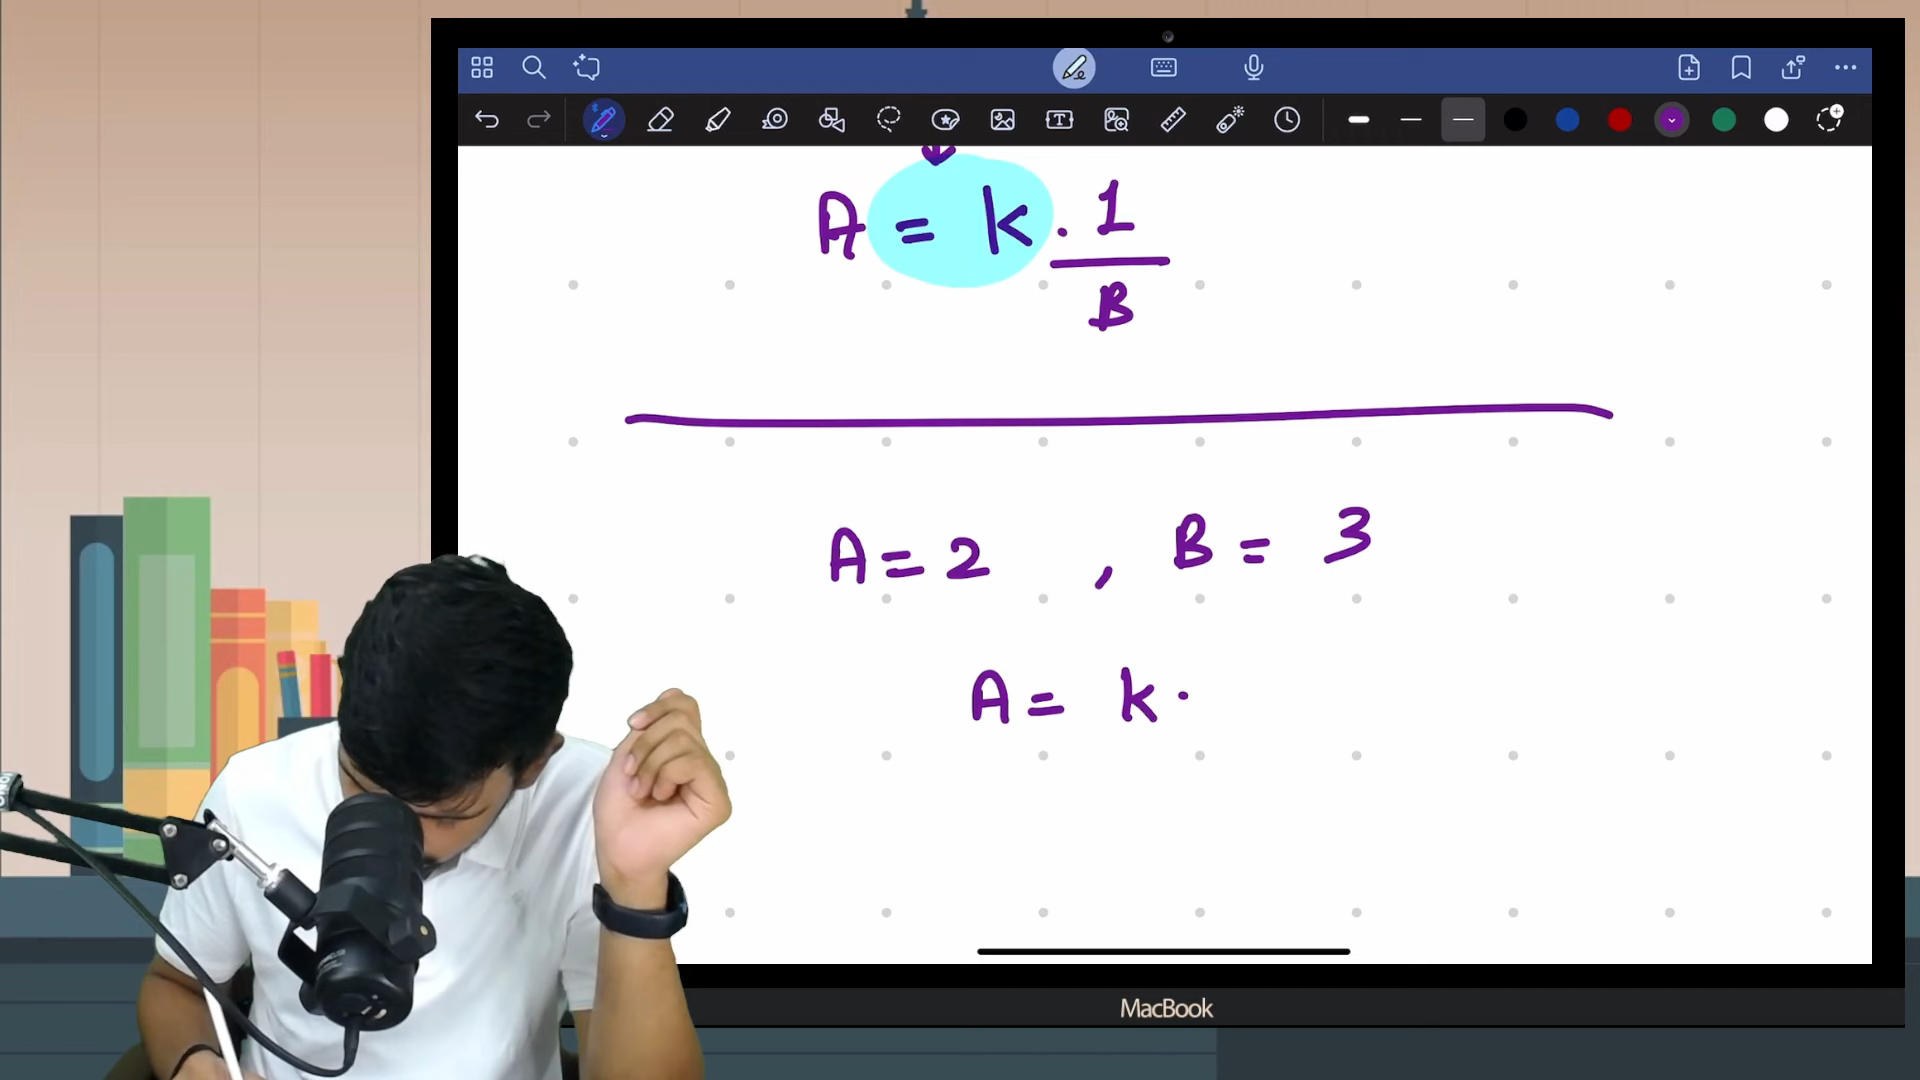 A = k . 1
B
A = 2 , B = 3
A = k .
MacBook